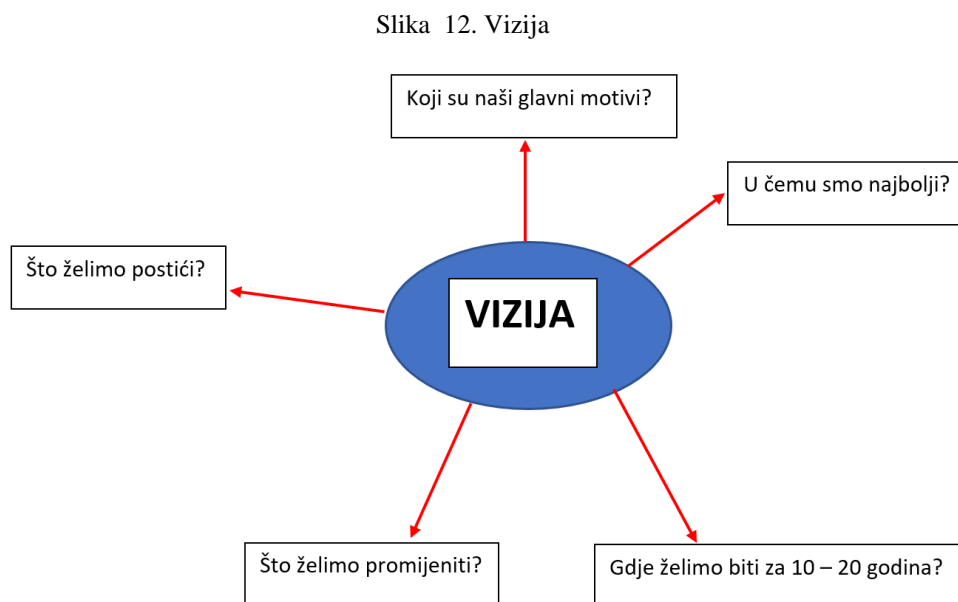 Slika 12. Vizija
Koji su naši glavni motivi?
U čemu smo najbolji?
Što želimo postići?
VIZIJA
Što želimo promijeniti?
Gdje želimo biti za 10 – 20 godina?